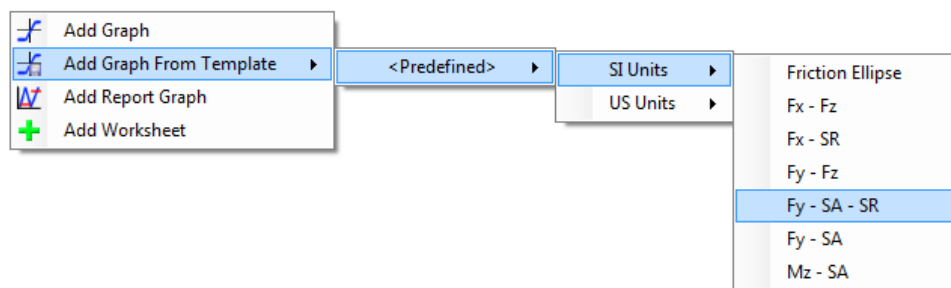 Add Graph
Add Graph From Template
Add Report Graph
Add Worksheet
<Predefined>
SI Units
US Units
Friction Ellipse
Fx - Fz
Fx - SR
Fy - Fz
Fy - SA - SR
Fy - SA
Mz - SA